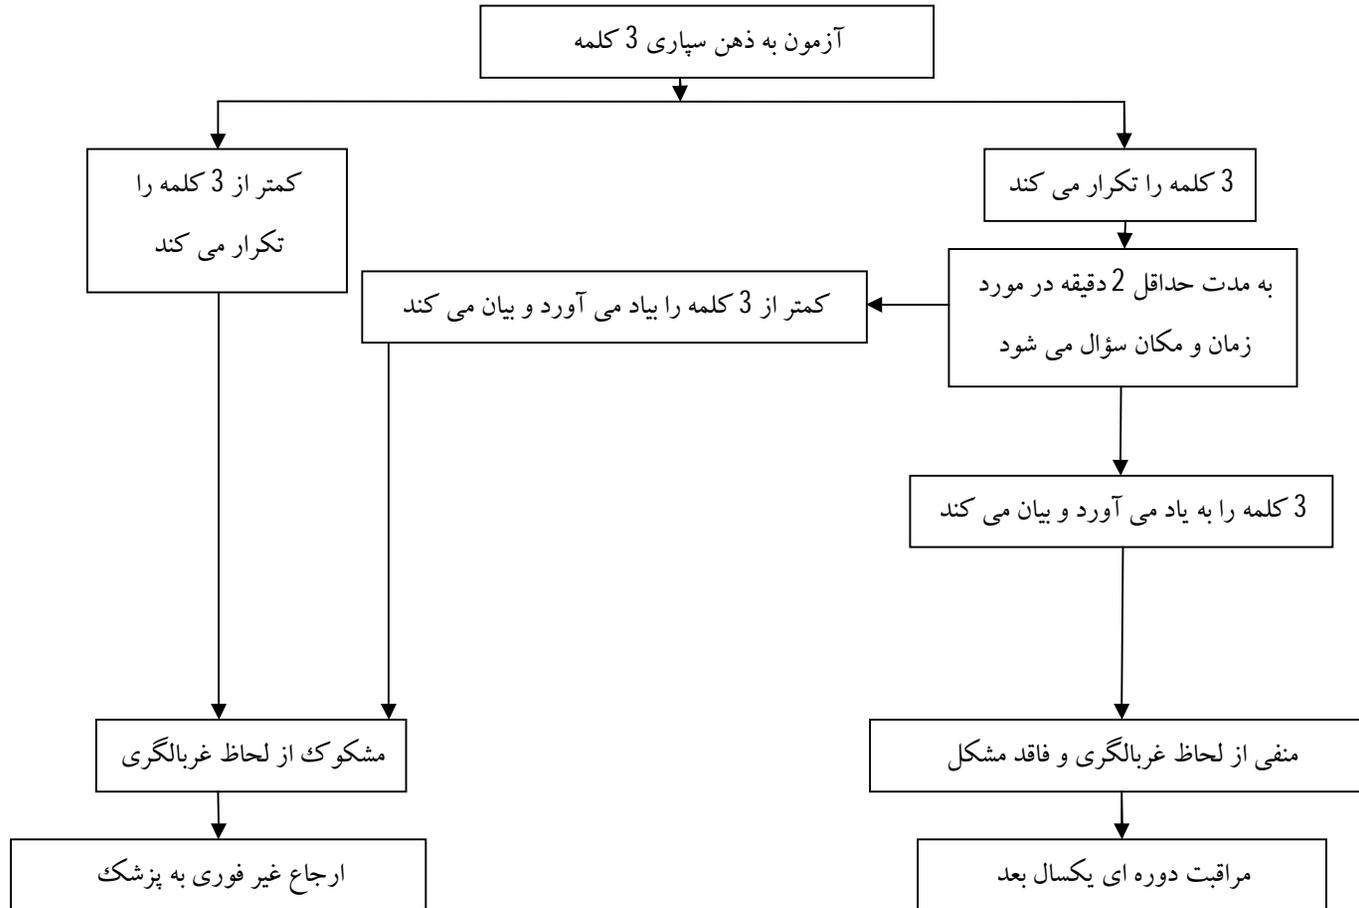 آزمون به ذهن سپاری 3 کلمه
3 کلمه را تکرار می کند
کمتر از 3 کلمه را
تکرار می کند
به مدت حداقل 2 دقیقه در مورد
زمان و مکان سؤال می شود
کمتر از 3 کلمه را بیاد می آورد و بیان می کند
3 کلمه را به یاد می آورد و بیان می کند
منفی از لحاظ غربالگری و فاقد مشکل
مشکوک از لحاظ غربالگری
مراقبت دوره ای یکسال بعد
ارجاع غیر فوری به پزشک